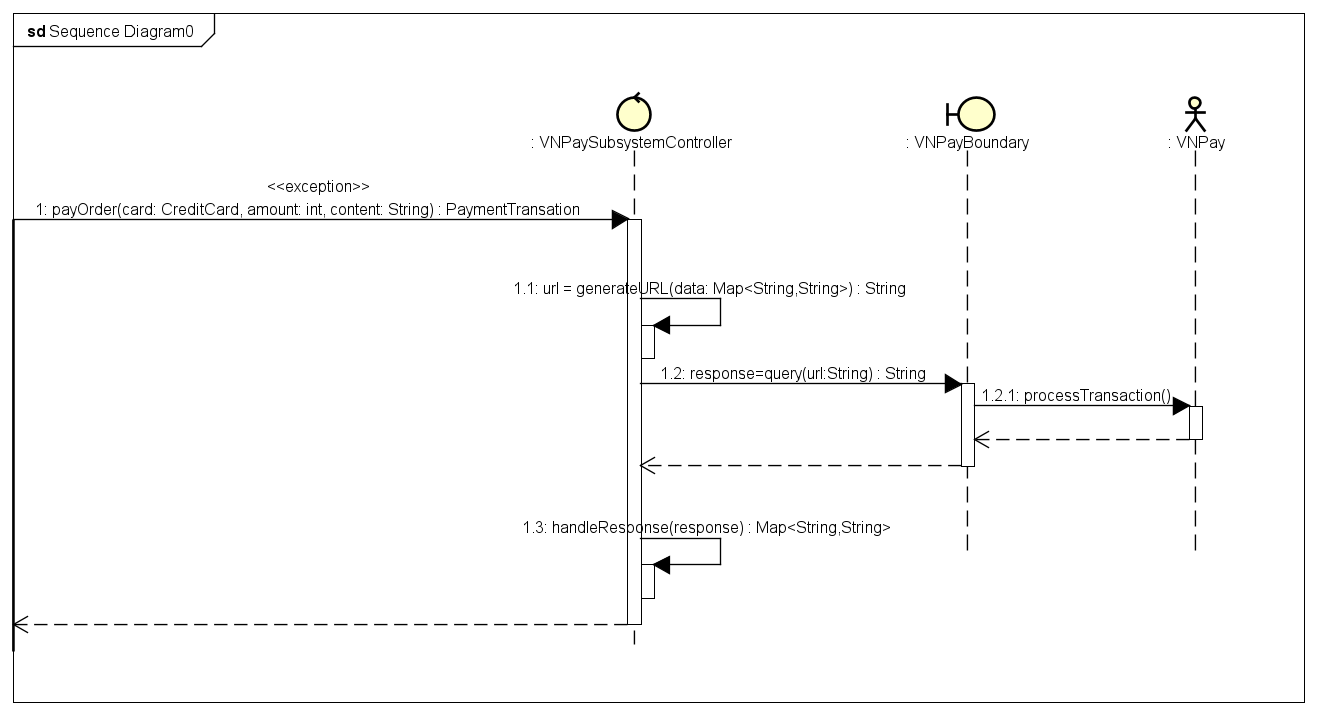 sd Sequence Diagram0
: VNPaySubsystemController
: VNPayBoundary
: VNPay
<<exception>>
1: payOrder(card: CreditCard, amount: int, content: String) : PaymentTransation
1.1: url = generateURL(data: Map<String,String>) : String
1.2: response=query(url:String) : String
1.2.1: processTransaction()
1.3: handleResponse(response) : Map<String,String>